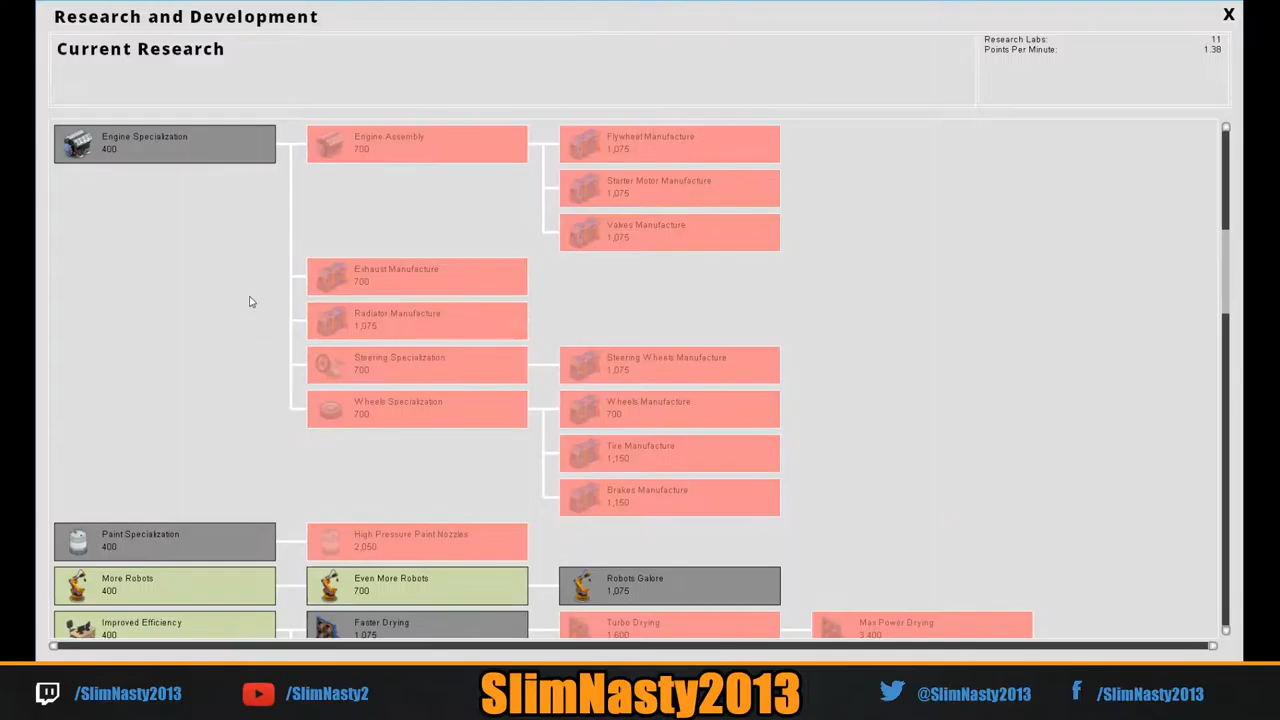 Research and Development
X
Current Research
Research Labs: 11
Points Per Minute: 1.38
Engine Specialization
400
Engine Assembly
700
Flywheel Manufacture
1,075
Starter Motor Manufacture
1,075
Valves Manufacture
1,075
Exhaust Manufacture
700
Radiator Manufacture
1,075
Steering Specialization
700
Steering Wheels Manufacture
1,075
Wheels Specialization
700
Wheels Manufacture
700
Tire Manufacture
1,150
Brakes Manufacture
1,150
Paint Specialization
400
High Pressure Paint Nozzles
2,050
More Robots
400
Even More Robots
700
Robots Galore
1,075
Improved Efficiency
400
Faster Drying
1,075
Turbo Drying
1,600
Max Power Drying
3,400
/SlimNasty2013
/SlimNasty2
SlimNasty2013
@SlimNasty2013
/SlimNasty2013